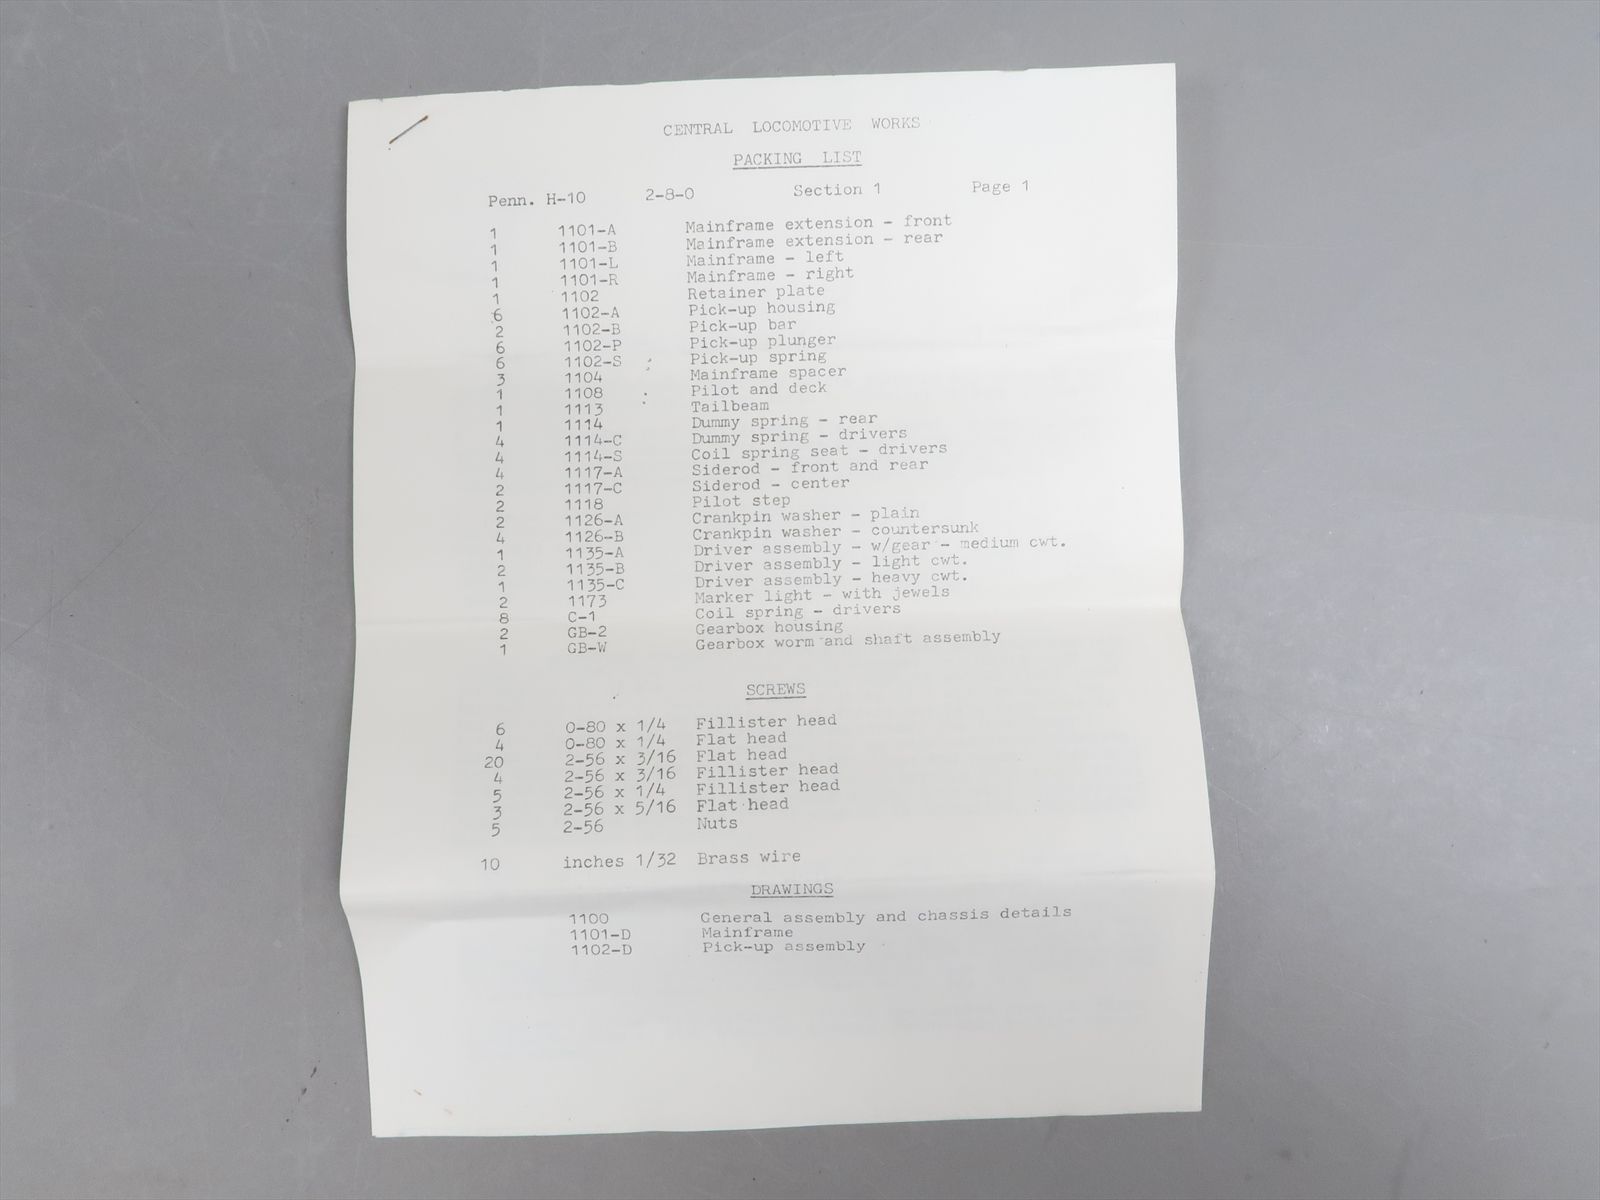 CENTRAL LOCOMOTIVE WORKS
PACKING LIST
Penn. H-10 2-8-0 Section 1 Page 1
1 1101-A Mainframe extension - front
1 1101-B Mainframe extension - rear
1 1101-L Mainframe - left
1 1101-R Mainframe - right
1 1102 Retainer plate
6 1102-A Pick-up housing
2 1102-B Pick-up bar
6 1102-P Pick-up plunger
6 1102-S Pick-up spring
3 1104 Mainframe spacer
1 1108 Pilot and deck
1 1113 Tailbeam
1 1114 Dummy spring - rear
4 1114-C Dummy spring - drivers
4 1114-S Coil spring seat - drivers
4 1117-A Siderod - front and rear
2 1117-C Siderod - center
2 1118 Pilot step
2 1126-A Crankpin washer - plain
4 1126-B Crankpin washer - countersunk
1 1135-A Driver assembly - w/gear - medium cwt.
2 1135-B Driver assembly - light cwt.
1 1135-C Driver assembly - heavy cwt.
2 1173 Marker light - with jewels
8 C-1 Coil spring - drivers
2 GB-2 Gearbox housing
1 GB-W Gearbox worm and shaft assembly
SCREWS
6 0-80 x 1/4 Fillister head
4 0-80 x 1/4 Flat head
20 2-56 x 3/16 Flat head
4 2-56 x 3/16 Fillister head
5 2-56 x 1/4 Fillister head
3 2-56 x 5/16 Flat head
5 2-56 Nuts
10 inches 1/32 Brass wire
DRAWINGS
1100 General assembly and chassis details
1101-D Mainframe
1102-D Pick-up assembly